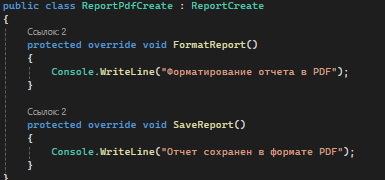 public class ReportPdfCreate : ReportCreate
{
Ссылок: 2
protected override void FormatReport()
{
Console.WriteLine("Форматирование отчета в PDF");
}
Ссылок: 2
protected override void SaveReport()
{
Console.WriteLine("Отчет сохранен в формате PDF");
}
}